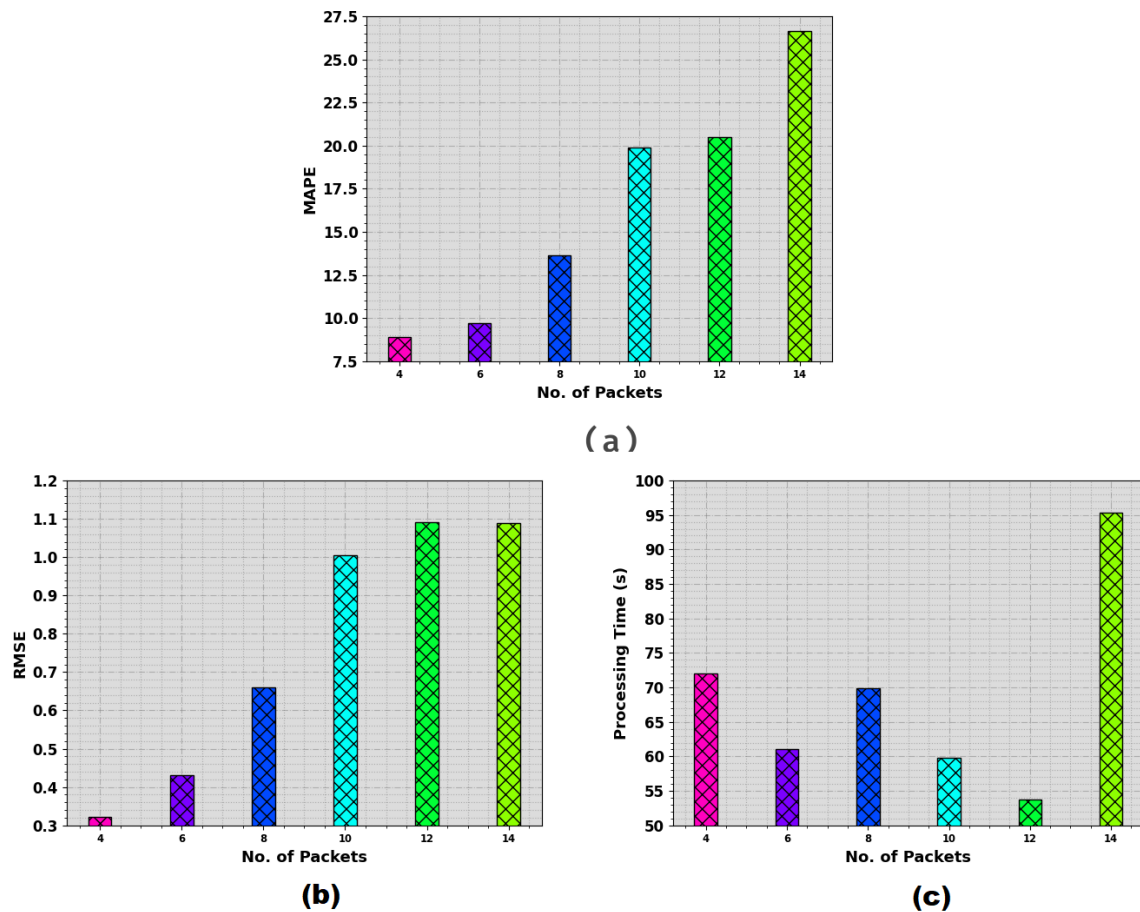 27.5
25.0
22.5
20.0
17.5
15.0
12.5
10.0
7.5
MAPE
4 6 8 10 12 14
No. of Packets
(a)
1.2
1.1
1.0
0.9
0.8
0.7
0.6
0.5
0.4
0.3
RMSE
4 6 8 10 12 14
No. of Packets
(b)
100
95
90
85
80
75
70
65
60
55
50
Processing Time (s)
4 6 8 10 12 14
No. of Packets
(c)